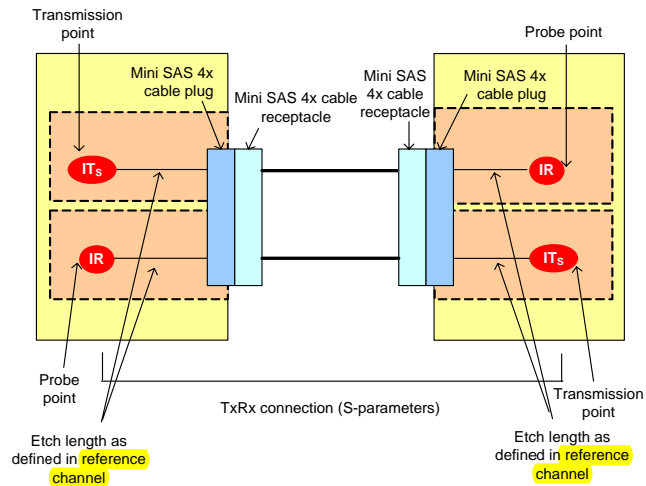 Transmission
point
Probe point
Mini SAS 4x
cable plug
Mini SAS 4x cable
receptacle
Mini SAS
4x cable
receptacle
Mini SAS 4x
cable plug
ITS
IR
IR
ITS
Probe
point
TxRx connection (S-parameters)
Transmission
point
Etch length as
defined in reference
channel
Etch length as
defined in reference
channel